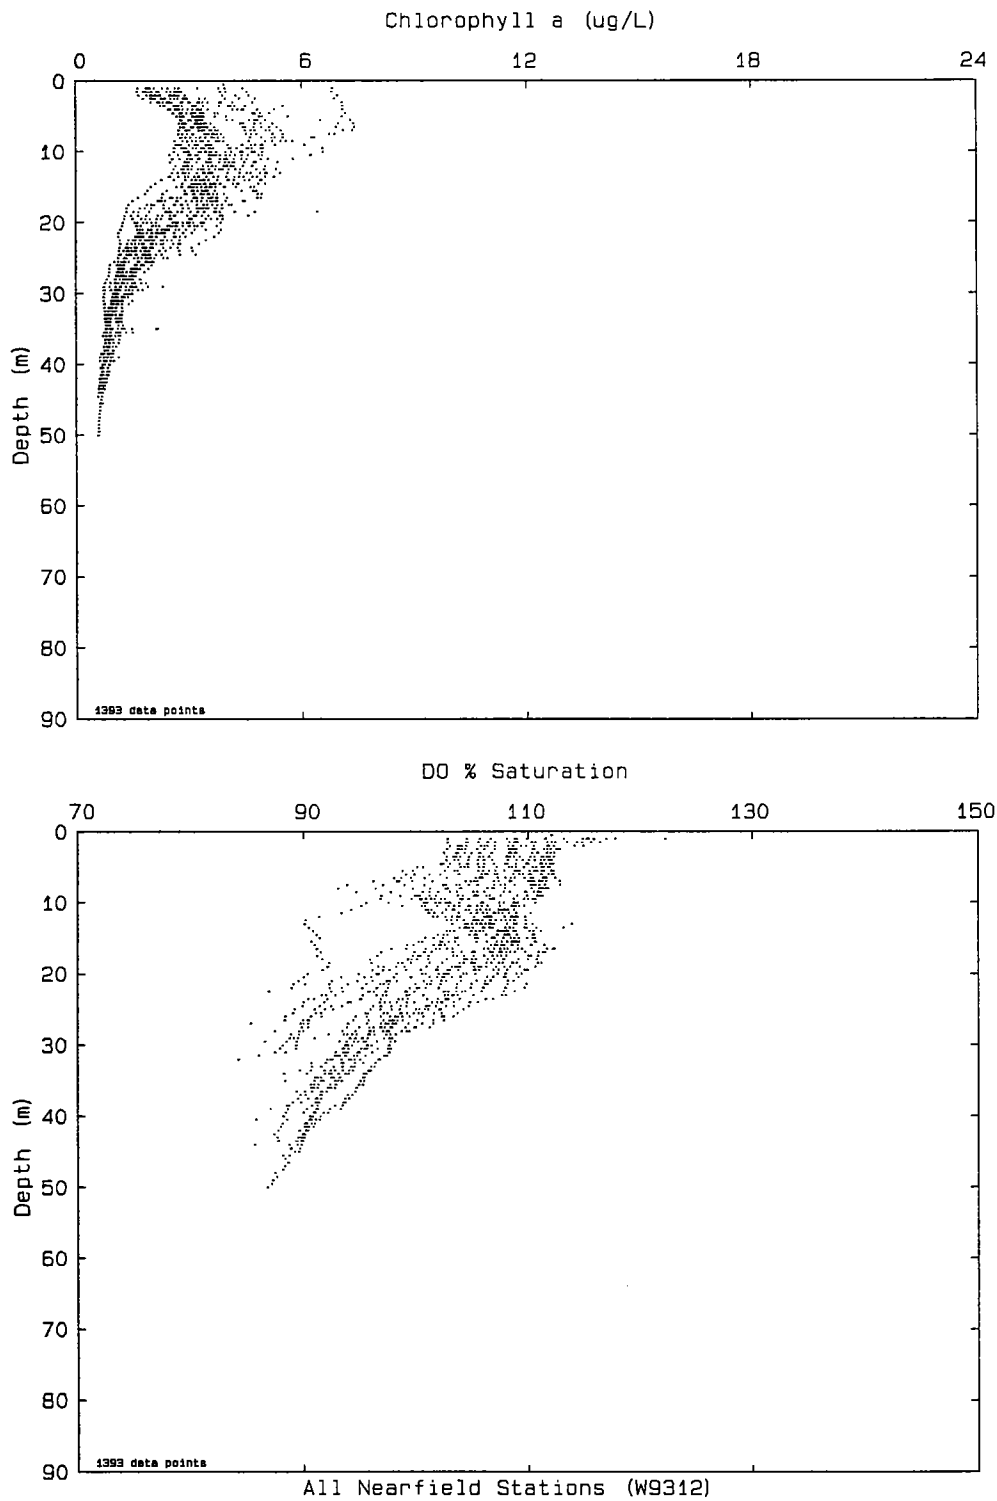 Chlorophyll a (ug/L)
0 6 12 18 24
0
10
20
30
40
50
60
70
80
90
Depth (m)
1393 data points
DO % Saturation
70 90 110 130 150
0
10
20
30
40
50
60
70
80
90
Depth (m)
1393 data points
All Nearfield Stations (W9312)